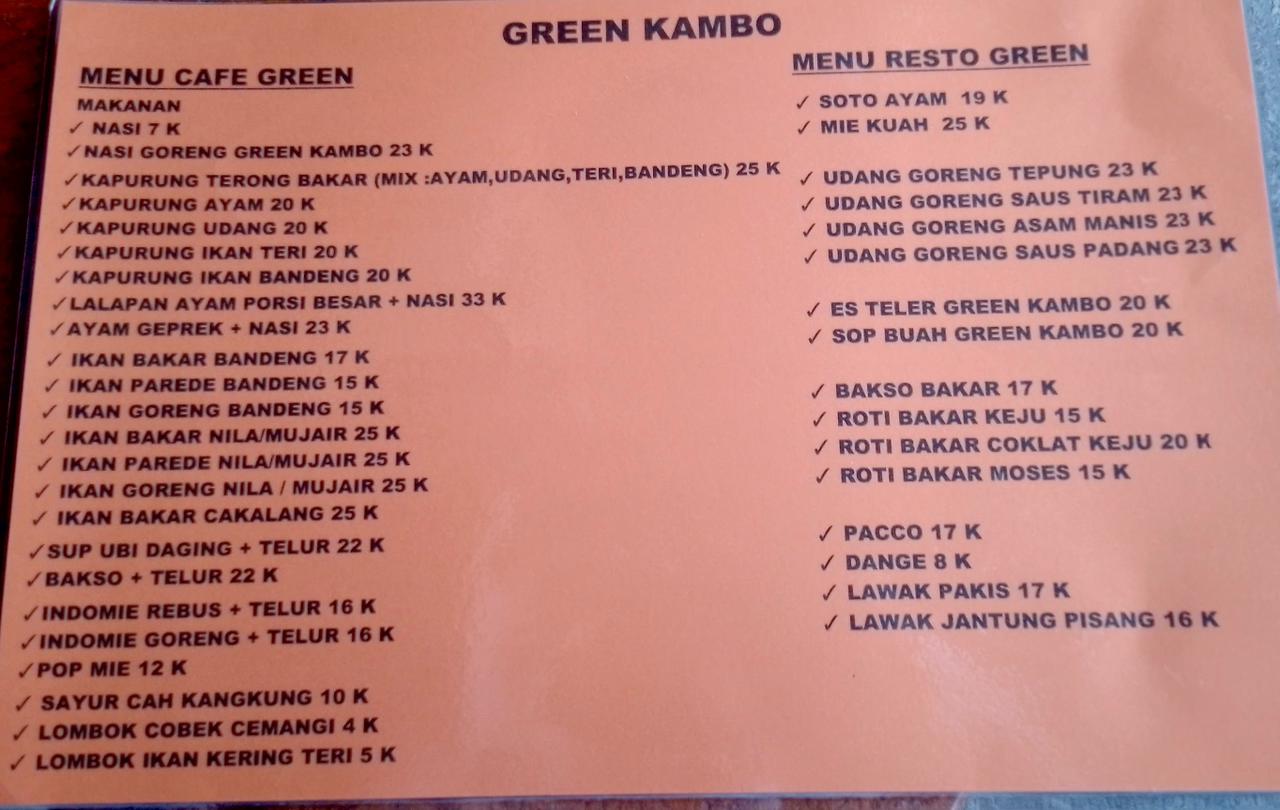 GREEN KAMBO
MENU CAFE GREEN
MAKANAN
✓ NASI 7 K
✓ NASI GORENG GREEN KAMBO 23 K
✓ KAPURUNG TERONG BAKAR (MIX :AYAM,UDANG,TERI,BANDENG) 25 K
✓ KAPURUNG AYAM 20 K
✓ KAPURUNG UDANG 20 K
✓ KAPURUNG IKAN TERI 20 K
✓ KAPURUNG IKAN BANDENG 20 K
✓ LALAPAN AYAM PORSI BESAR + NASI 33 K
✓ AYAM GEPREK + NASI 23 K
✓ IKAN BAKAR BANDENG 17 K
✓ IKAN PAREDE BANDENG 15 K
✓ IKAN GORENG BANDENG 15 K
✓ IKAN BAKAR NILA/MUJAIR 25 K
✓ IKAN PAREDE NILA/MUJAIR 25 K
✓ IKAN GORENG NILA / MUJAIR 25 K
✓ IKAN BAKAR CAKALANG 25 K
✓ SUP UBI DAGING + TELUR 22 K
✓ BAKSO + TELUR 22 K
✓ INDOMIE REBUS + TELUR 16 K
✓ INDOMIE GORENG + TELUR 16 K
✓ POP MIE 12 K
✓ SAYUR CAH KANGKUNG 10 K
✓ LOMBOK COBEK CEMANGI 4 K
✓ LOMBOK IKAN KERING TERI 5 K
MENU RESTO GREEN
✓ SOTO AYAM 19 K
✓ MIE KUAH 25 K
✓ UDANG GORENG TEPUNG 23 K
✓ UDANG GORENG SAUS TIRAM 23 K
✓ UDANG GORENG ASAM MANIS 23 K
✓ UDANG GORENG SAUS PADANG 23 K
✓ ES TELER GREEN KAMBO 20 K
✓ SOP BUAH GREEN KAMBO 20 K
✓ BAKSO BAKAR 17 K
✓ ROTI BAKAR KEJU 15 K
✓ ROTI BAKAR COKLAT KEJU 20 K
✓ ROTI BAKAR MOSES 15 K
✓ PACCO 17 K
✓ DANGE 8 K
✓ LAWAK PAKIS 17 K
✓ LAWAK JANTUNG PISANG 16 K